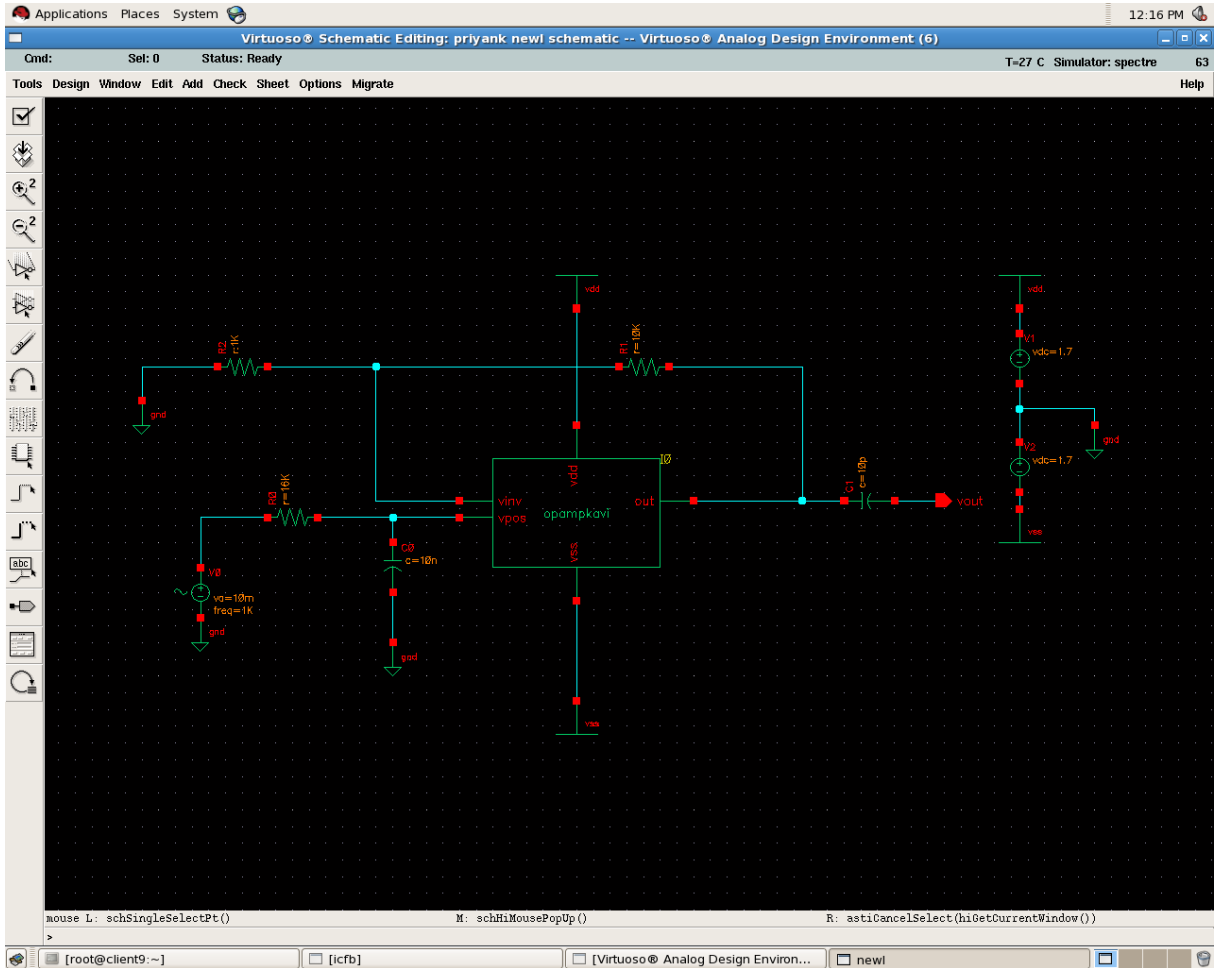 Applications Places System 12:16 PM
Virtuoso® Schematic Editing: priyank newl schematic -- Virtuoso® Analog Design Environment (6)
Cmd: Sel: 0 Status: Ready T=27 C Simulator: spectre 63
Tools Design Window Edit Add Check Sheet Options Migrate Help
2
2
abc
vdd
vdd
R2
r:1K
R1
r=10K
V1
vdc=1.7
gnd
gnd
V2
vdc=1.7
vss
I0
vdd
R0
r=16K
C1
c=10p
vinv
out
vout
vpos
opampkavi
vss
C0
c=10n
V0
va=10m
freq=1K
gnd
gnd
vss
mouse L: schSingleSelectPt() M: schHiMousePopUp() R: astiCancelSelect(hiGetCurrentWindow())
>
[root@client9:~] [icfb] [Virtuoso® Analog Design Environ... newl